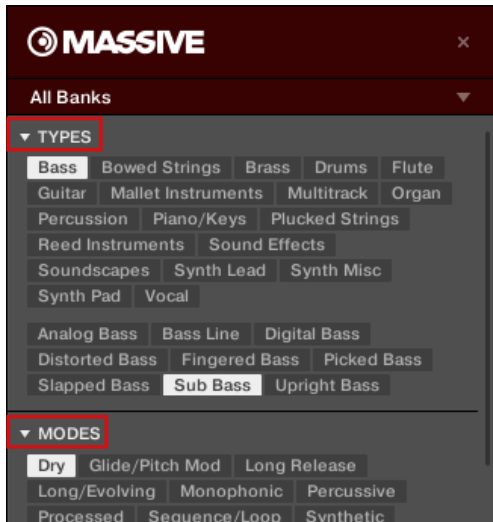 MASSIVE
All Banks
TYPES
Bass Bowed Strings Brass Drums Flute
Guitar Mallet Instruments Multitrack Organ
Percussion Piano/Keys Plucked Strings
Reed Instruments Sound Effects
Soundscapes Synth Lead Synth Misc
Synth Pad Vocal
Analog Bass Bass Line Digital Bass
Distorted Bass Fingered Bass Picked Bass
Slapped Bass Sub Bass Upright Bass
MODES
Dry Glide/Pitch Mod Long Release
Long/Evolving Monophonic Percussive
Processed Sequence/Loop Synthetic